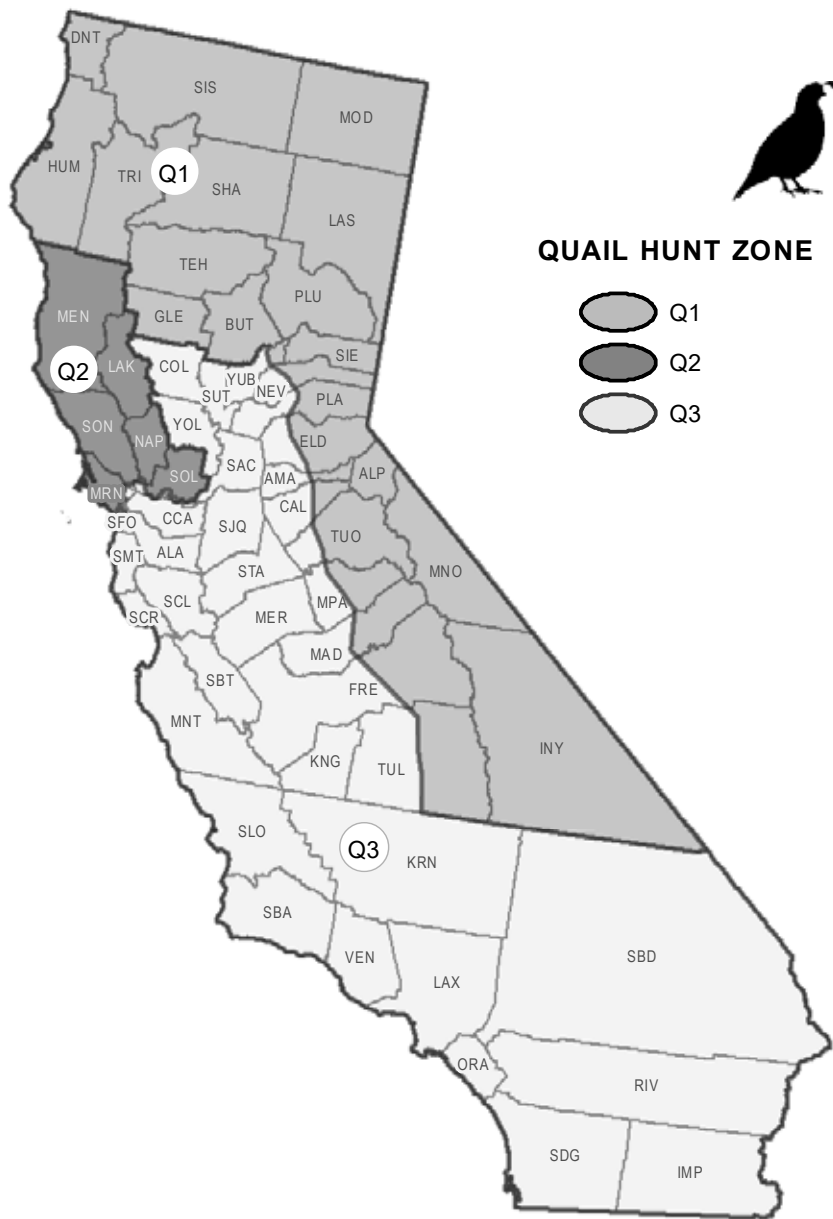 DNT
SIS
MOD
HUM
TRI
Q1
SHA
LAS
QUAIL HUNT ZONE
TEH
PLU
Q1
MEN
GLE
BUT
LAK
COL
SIE
Q2
Q2
YUB
NEV
SUT
PLA
Q3
SON
NAP
YOL
ELD
SOL
SAC
AMA
ALP
MRN
CAL
SFO
CCA
SJQ
TUO
SMT
ALA
STA
MNO
SCR
SCL
MER
MPA
MAD
SBT
FRE
MNT
KNG
TUL
INY
SLO
Q3
KRN
SBA
VEN
LAX
SBD
ORA
RIV
SDG
IMP